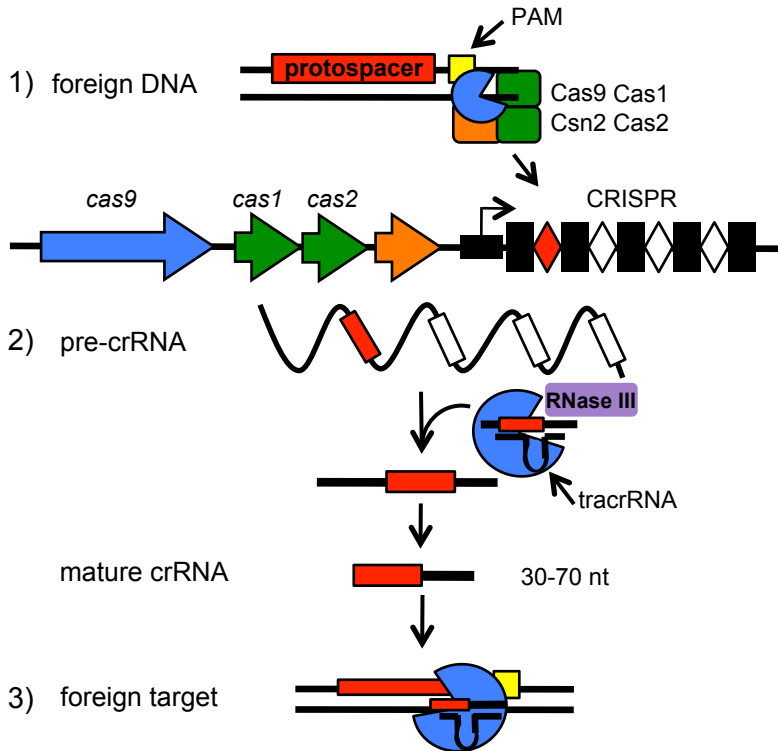 PAM
1) foreign DNA
protospacer
Cas9 Cas1
Csn2 Cas2
cas9
cas1
cas2
CRISPR
2) pre-crRNA
RNase III
tracrRNA
mature crRNA
30-70 nt
3) foreign target